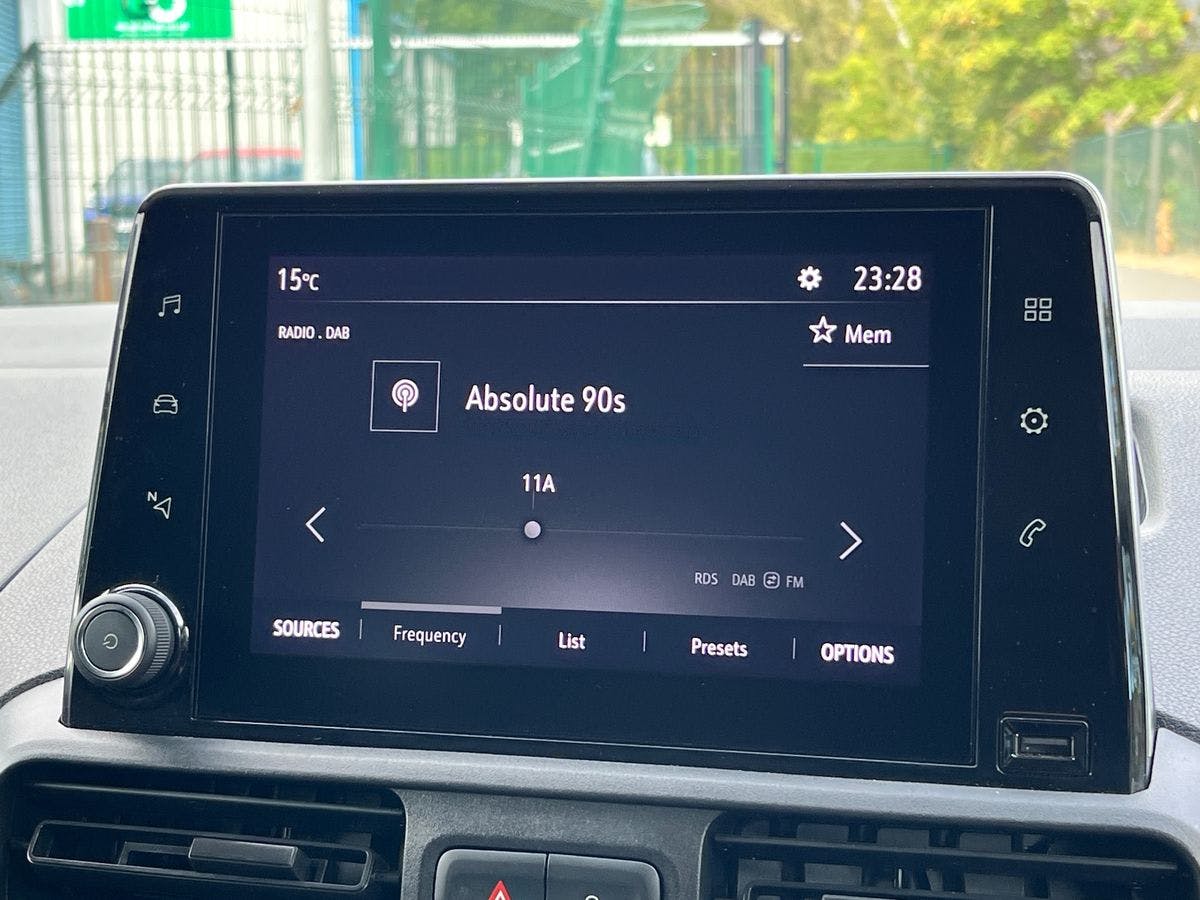 15°C 23:28
RADIO . DAB Mem
Absolute 90s
11A
N
RDS DAB FM
SOURCES Frequency List Presets OPTIONS